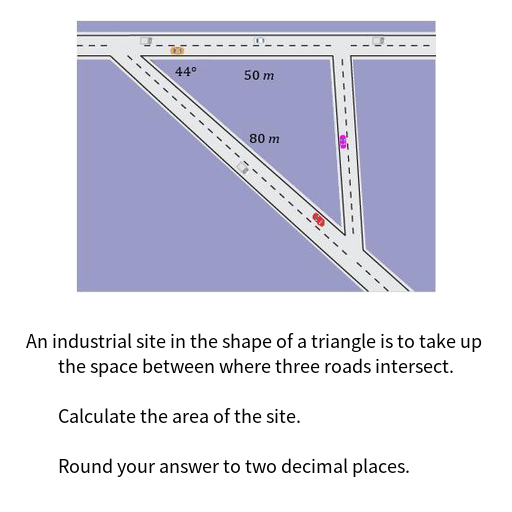 44°
50 m
80 m
An industrial site in the shape of a triangle is to take up
the space between where three roads intersect.
Calculate the area of the site.
Round your answer to two decimal places.